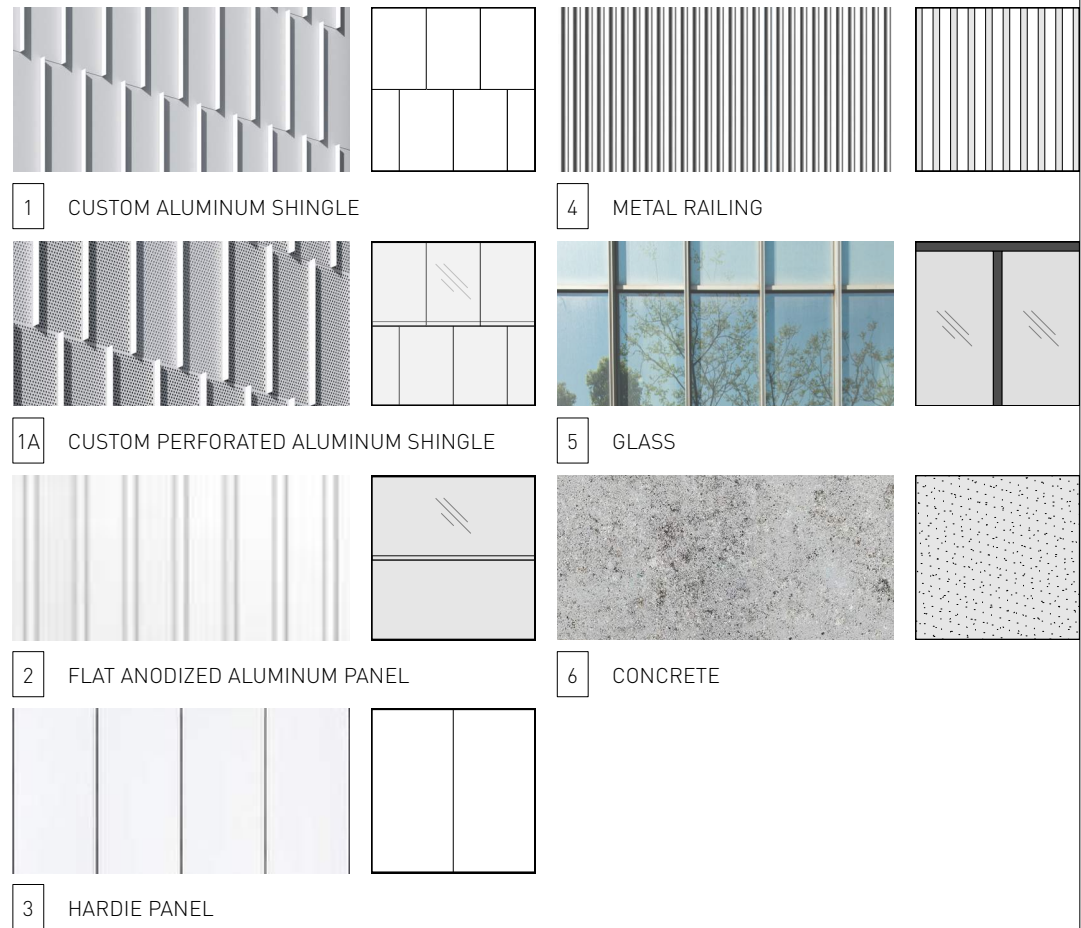 1 CUSTOM ALUMINUM SHINGLE
4 METAL RAILING
1A CUSTOM PERFORATED ALUMINUM SHINGLE
5 GLASS
2 FLAT ANODIZED ALUMINUM PANEL
6 CONCRETE
3 HARDIE PANEL